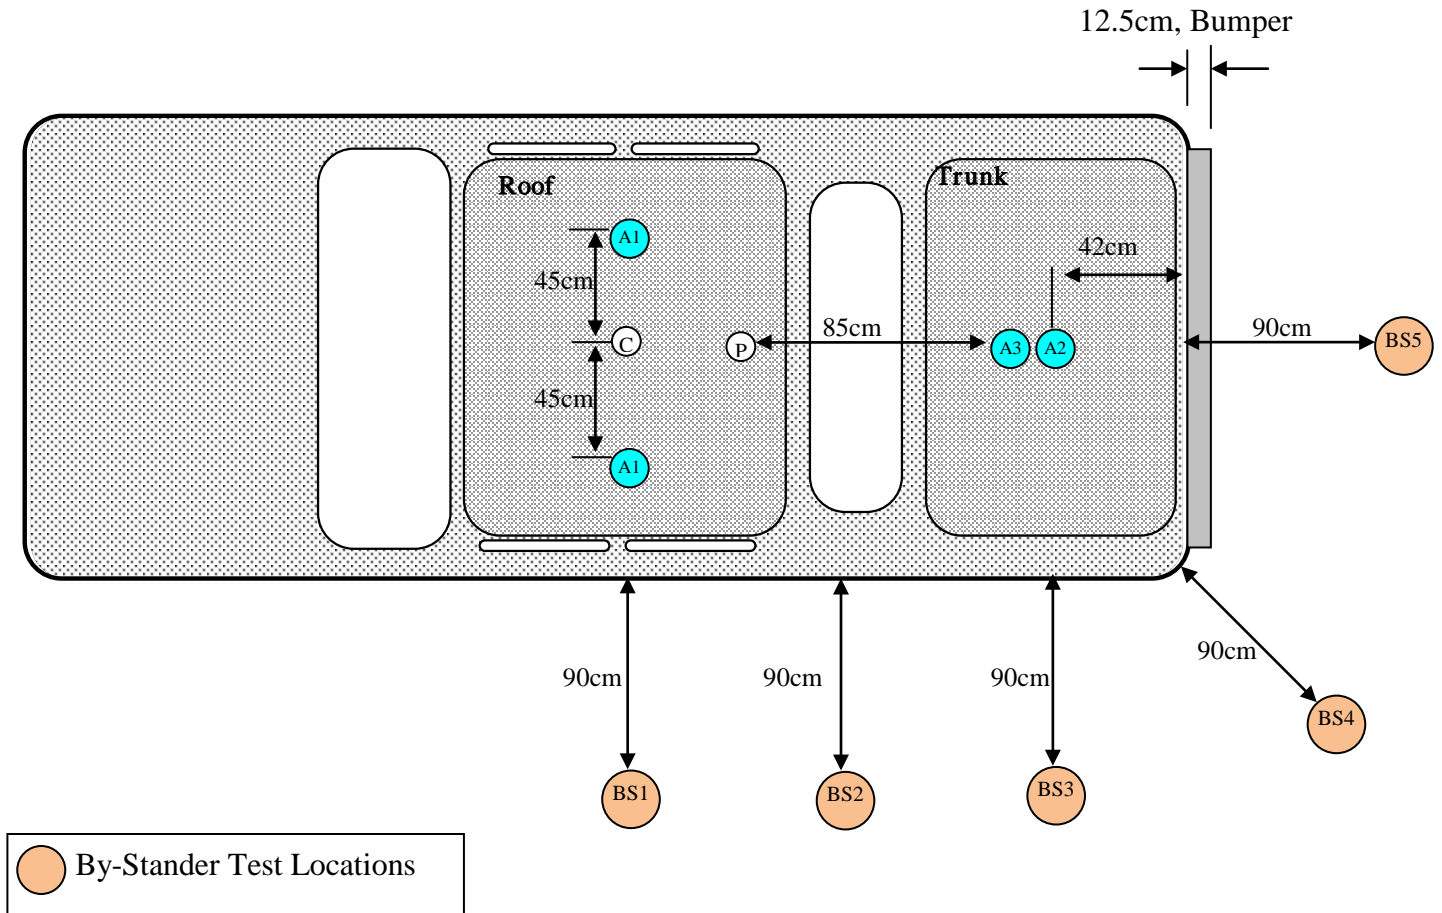 12.5cm, Bumper
Roof
Trunk
A1
42cm
45cm
85cm
90cm
C
P
A3
A2
BS5
45cm
A1
90cm
90cm
90cm
90cm
BS4
BS1
BS2
BS3
By-Stander Test Locations